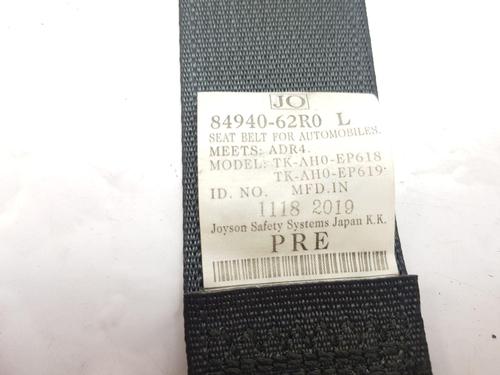 JO
84940-62R0 L
SEAT BELT FOR AUTOMOBILES.
MEETS: ADR4.
MODEL: TK-AH0-EP618
TK-AH0-EP619
ID. NO. MFD.IN
1118 2019
Joyson Safety Systems Japan K.K.
PRE